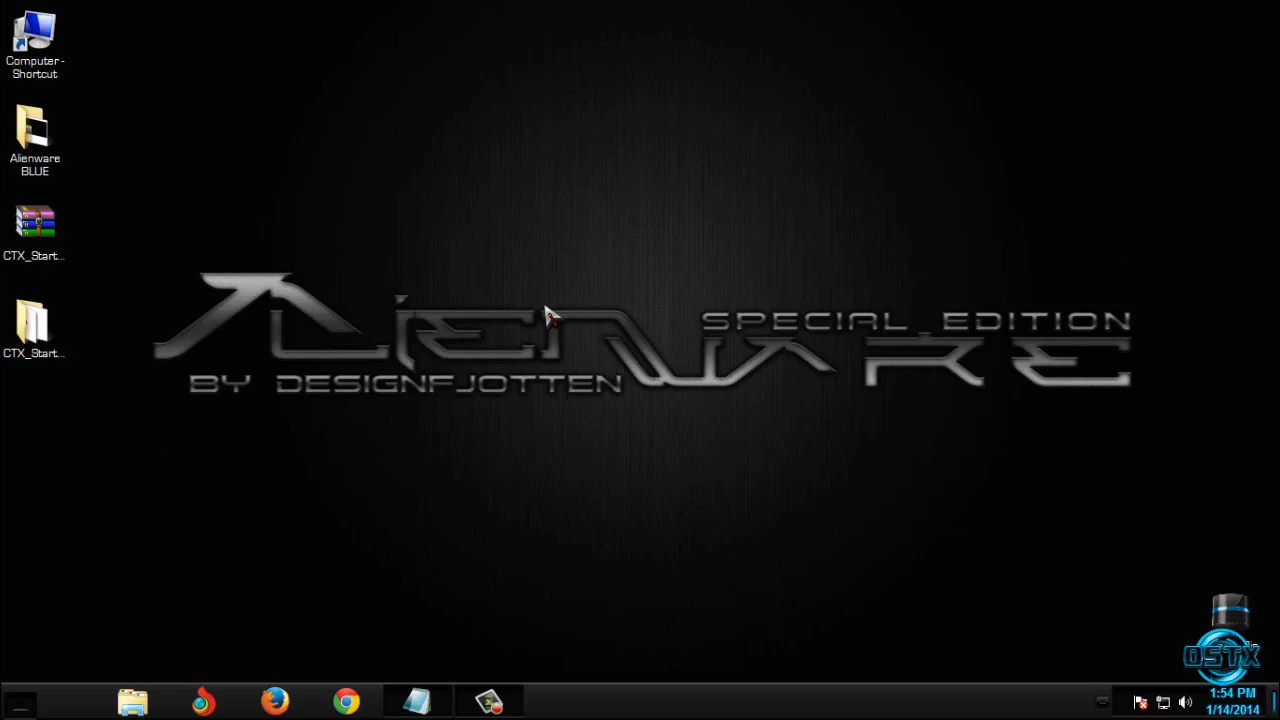 Computer -
Shortcut
Alienware
BLUE
CTX_Start...
CTX_Start...
ALIENWARE
SPECIAL EDITION
BY DESIGNFJOTTEN
OSTX
1:54 PM
1/14/2014